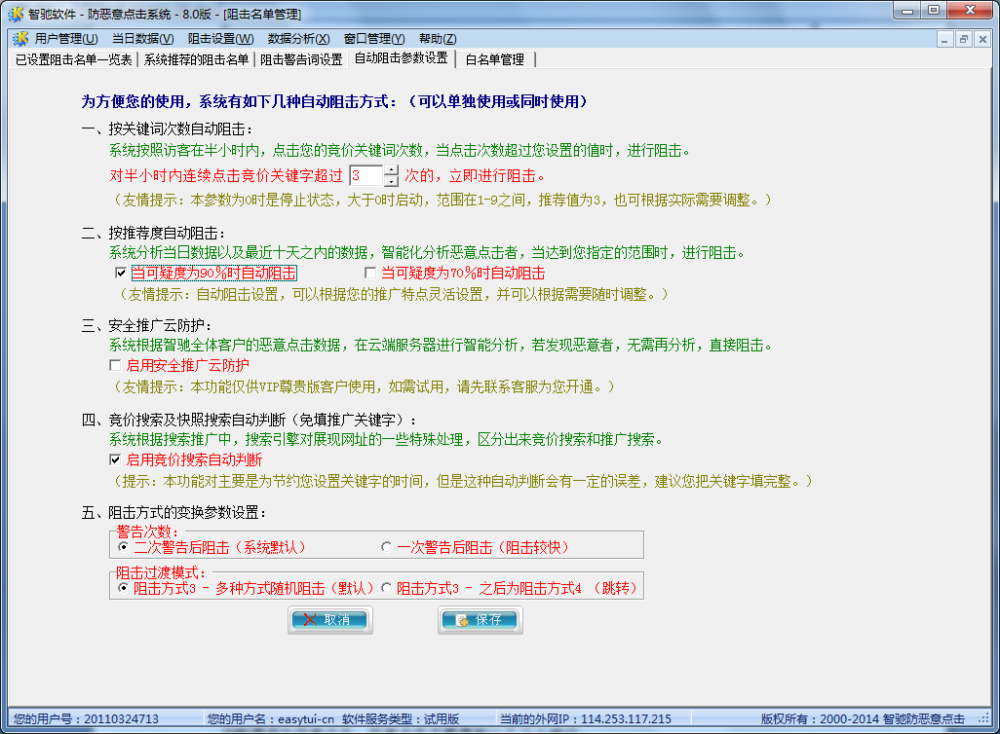 智驰软件 - 防恶意点击系统 - 8.0版 - [阻击名单管理]
用户管理(U) 当日数据(V) 阻击设置(W) 数据分析(X) 窗口管理(Y) 帮助(Z)
已设置阻击名单一览表 系统推荐的阻击名单 阻击警告词设置 自动阻击参数设置 白名单管理
为方便您的使用，系统有如下几种自动阻击方式：（可以单独使用或同时使用）
一、按关键词次数自动阻击：
系统按照访客在半小时内，点击您的竞价关键词次数，当点击次数超过您设置的值时，进行阻击。
对半小时内连续点击竞价关键字超过 3 次的，立即进行阻击。
（友情提示：本参数为0时是停止状态，大于0时启动，范围在1-9之间，推荐值为3，也可根据实际需要调整。）
二、按推荐度自动阻击：
系统分析当日数据以及最近十天之内的数据，智能化分析恶意点击者，当达到您指定的范围时，进行阻击。
当可疑度为90%时自动阻击 当可疑度为70%时自动阻击
（友情提示：自动阻击设置，可以根据您的推广特点灵活设置，并可以根据需要随时调整。）
三、安全推广云防护：
系统根据智驰全体客户的恶意点击数据，在云端服务器进行智能分析，若发现恶意者，无需再分析，直接阻击。
启用安全推广云防护
（友情提示：本功能仅供VIP尊贵版客户使用，如需试用，请先联系客服为您开通。）
四、竞价搜索及快照搜索自动判断（免填推广关键字）：
系统根据搜索推广中，搜索引擎对展现网址的一些特殊处理，区分出来竞价搜索和推广搜索。
启用竞价搜索自动判断
（提示：本功能对主要是为节约您设置关键字的时间，但是这种自动判断会有一定的误差，建议您把关键字填完整。）
五、阻击方式的变换参数设置：
警告次数：
二次警告后阻击（系统默认） 一次警告后阻击（阻击较快）
阻击过渡模式：
阻击方式3 - 多种方式随机阻击（默认） 阻击方式3 - 之后为阻击方式4 （跳转）
取消 保存
您的用户号：20110324713 您的用户名：easytui-cn 软件服务类型：试用版 当前的外网IP：114.253.117.215 版权所有：2000-2014 智驰防恶意点击